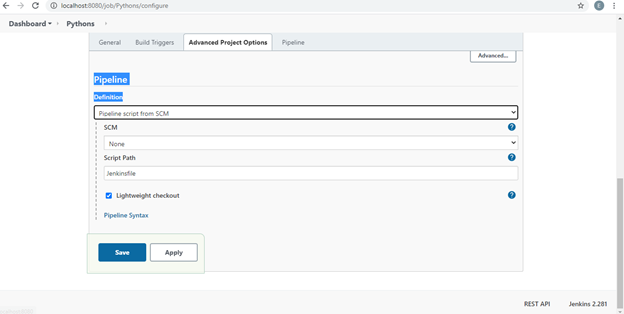 localhost:8080/job/Pythons/configure
E
Dashboard
Pythons
General Build Triggers Advanced Project Options Pipeline
Advanced...
Pipeline
Definition
Pipeline script from SCM
SCM
None
Script Path
Jenkinsfile
Lightweight checkout
Pipeline Syntax
Save Apply
REST API Jenkins 2.281